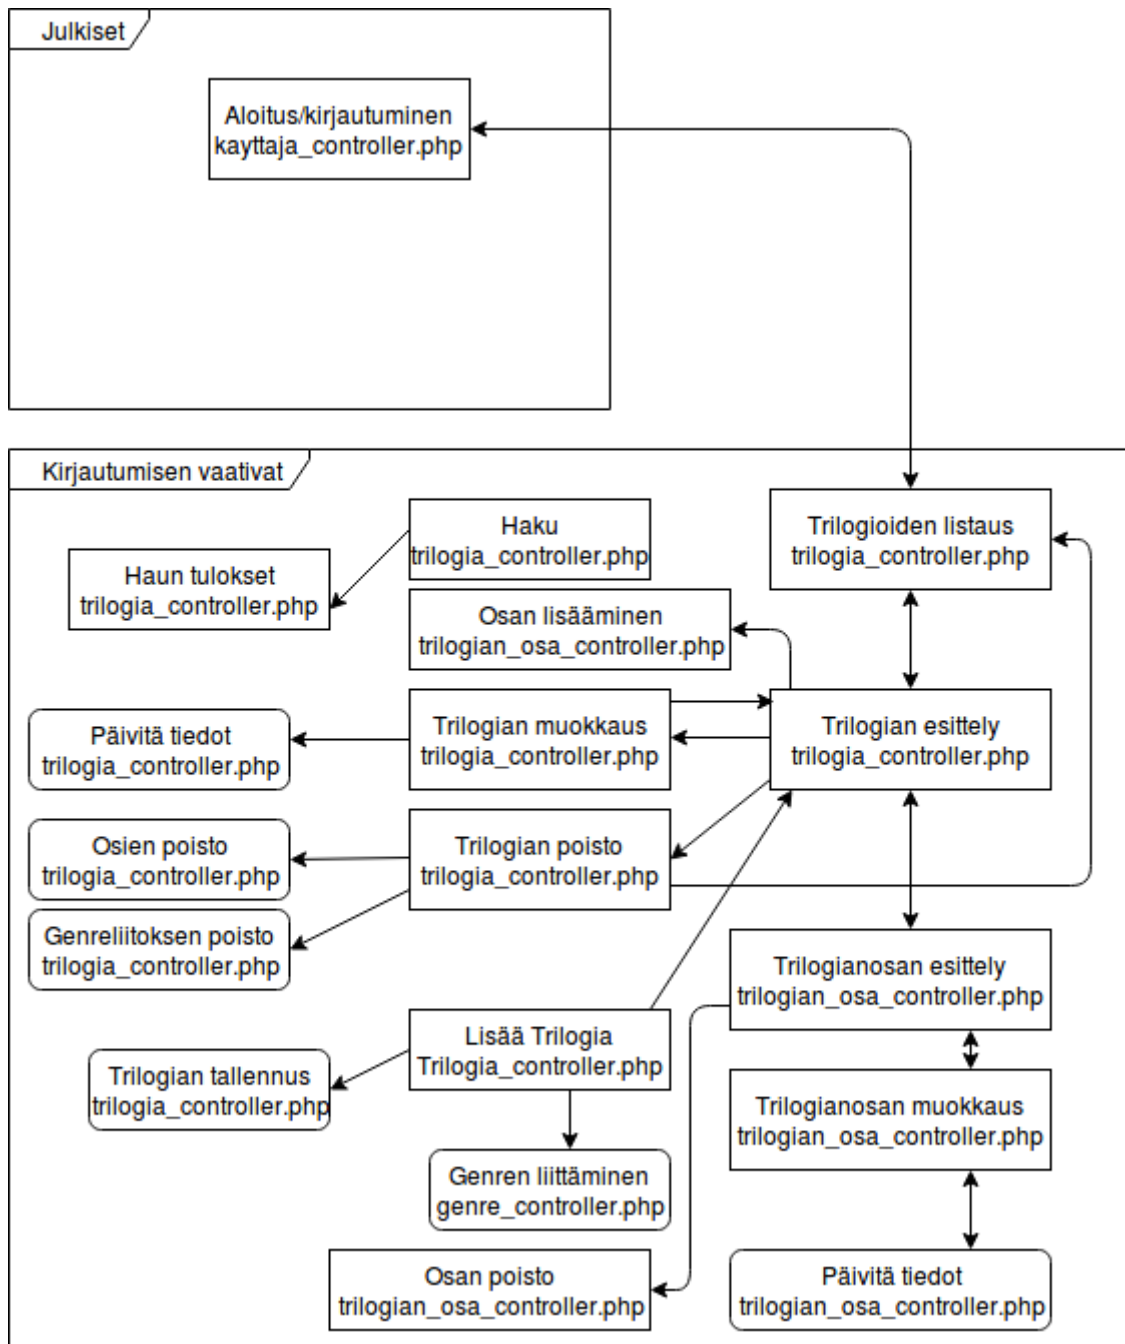 Julkiset
Aloitus/kirjautuminen
kayttaja_controller.php
Kirjautumisen vaativat
Haku
trilogia_controller.php
Trilogioiden listaus
trilogia_controller.php
Haun tulokset
trilogia_controller.php
Osan lisääminen
trilogian_osa_controller.php
Päivitä tiedot
trilogia_controller.php
Trilogian muokkaus
trilogia_controller.php
Trilogian esittely
trilogia_controller.php
Osien poisto
trilogia_controller.php
Trilogian poisto
trilogia_controller.php
Genreliitoksen poisto
trilogia_controller.php
Trilogianosan esittely
trilogian_osa_controller.php
Lisää Trilogia
Trilogia_controller.php
Trilogian tallennus
trilogia_controller.php
Trilogianosan muokkaus
trilogian_osa_controller.php
Genren liittäminen
genre_controller.php
Osan poisto
trilogian_osa_controller.php
Päivitä tiedot
trilogian_osa_controller.php